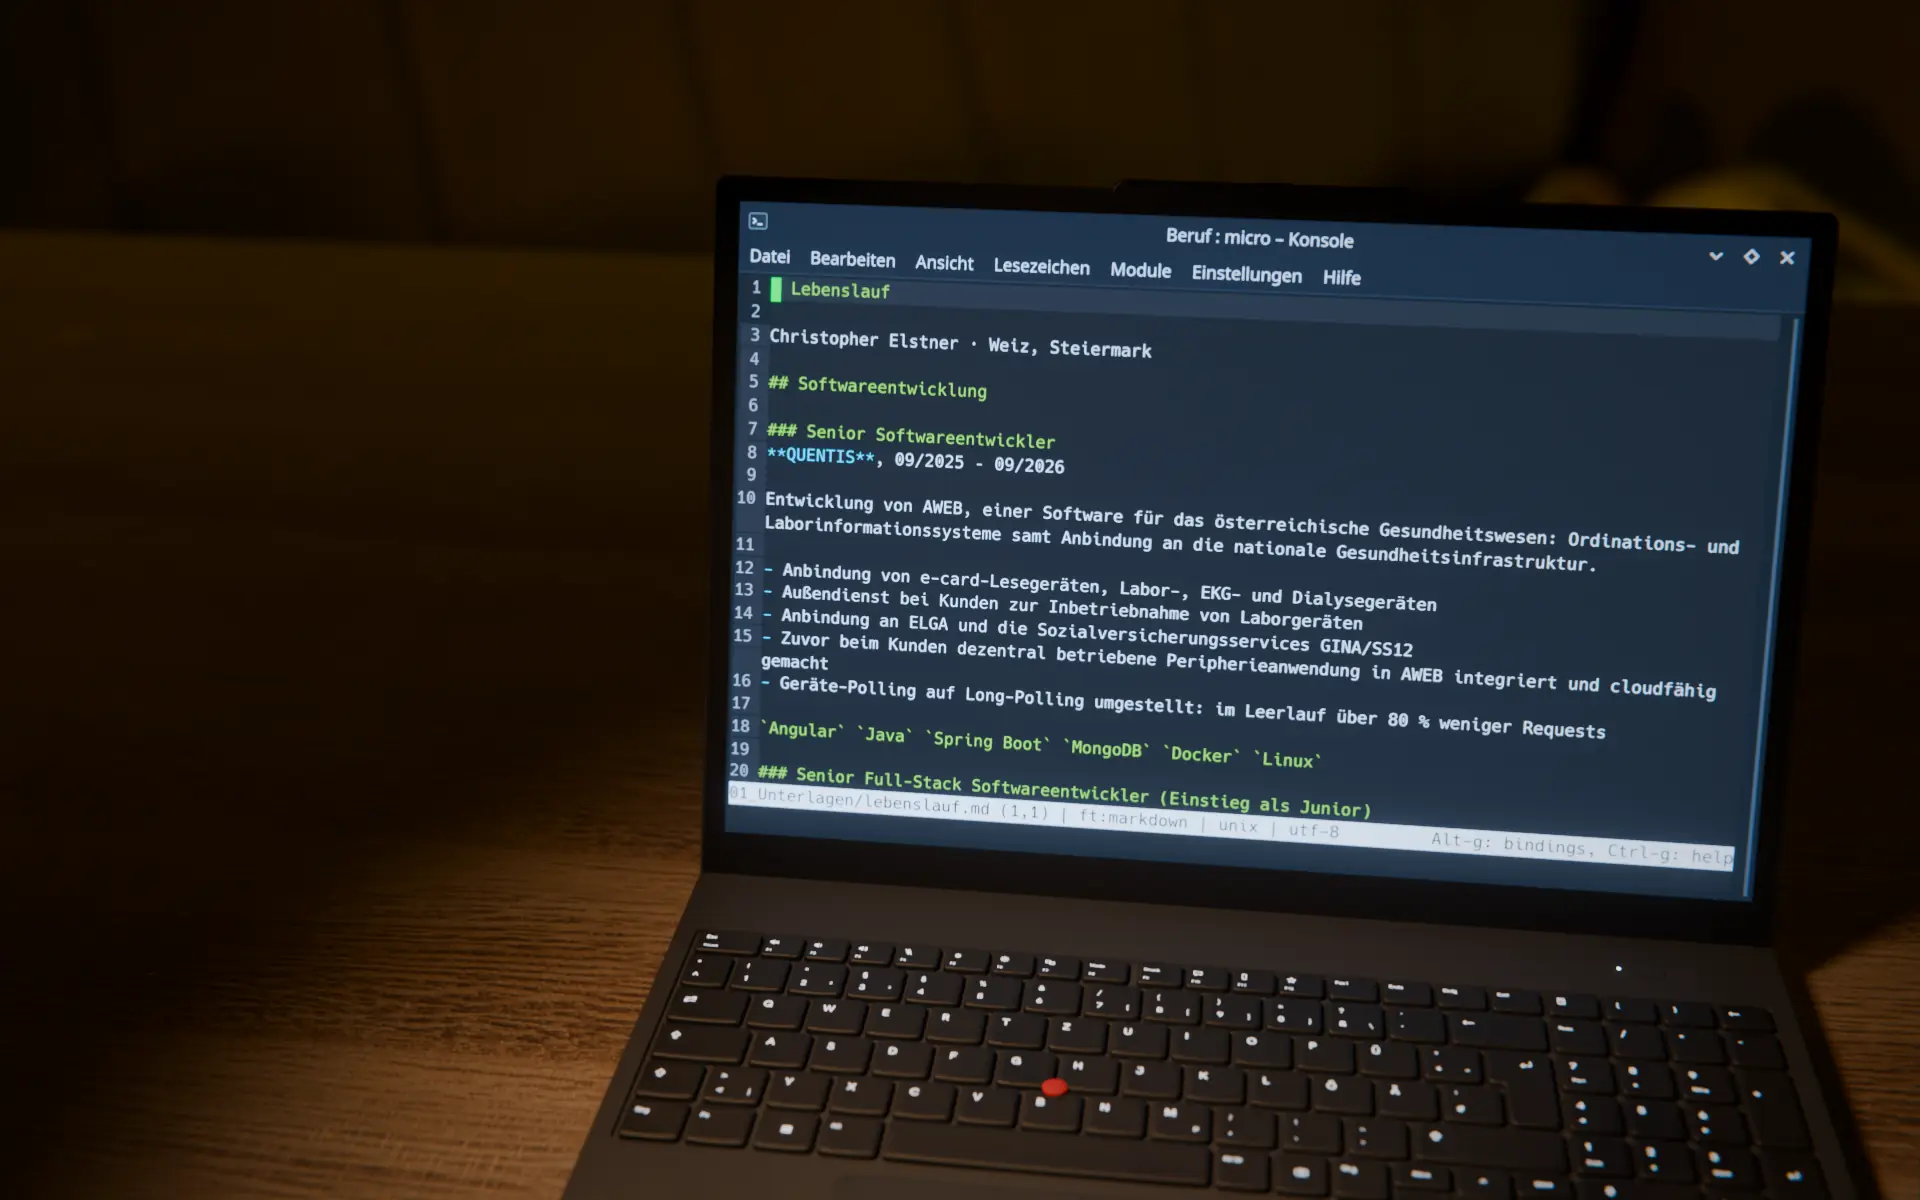 Beruf : micro – Konsole
Datei Bearbeiten Ansicht Lesezeichen Module Einstellungen Hilfe
1 Lebenslauf
2
3 Christopher Elstner · Weiz, Steiermark
4
5 ## Softwareentwicklung
6
7 ### Senior Softwareentwickler
8 **QUENTIS**, 09/2025 - 09/2026
9
10 Entwicklung von AWEB, einer Software für das österreichische Gesundheitswesen: Ordinations- und
Laborinformationssysteme samt Anbindung an die nationale Gesundheitsinfrastruktur.
11
12 - Anbindung von e-card-Lesegeräten, Labor-, EKG- und Dialysegeräten
13 - Außendienst bei Kunden zur Inbetriebnahme von Laborgeräten
14 - Anbindung an ELGA und die Sozialversicherungsservices GINA/SS12
15 - Zuvor beim Kunden dezentral betriebene Peripherieanwendung in AWEB integriert und cloudfähig
gemacht
16 - Geräte-Polling auf Long-Polling umgestellt: im Leerlauf über 80 % weniger Requests
17
18 `Angular` `Java` `Spring Boot` `MongoDB` `Docker` `Linux`
19
20 ### Senior Full-Stack Softwareentwickler (Einstieg als Junior)
01_Unterlagen/lebenslauf.md (1,1) | ft:markdown | unix | utf-8 Alt-g: bindings, Ctrl-g: help
Q W E R T Z U I O P Ü
A S D F G H J K L Ö Ä
Y X C V B N M